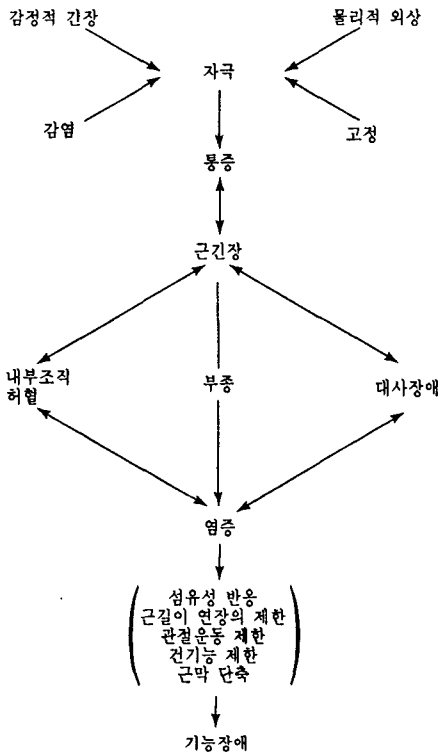 감정적 긴장
물리적 외상
자극
감염
고정
통증
근긴장
내부조직
허혈
부종
대사장애
염증
섬유성 반응
근길이 연장의 제한
관절운동 제한
건기능 제한
근막 단축
기능장애